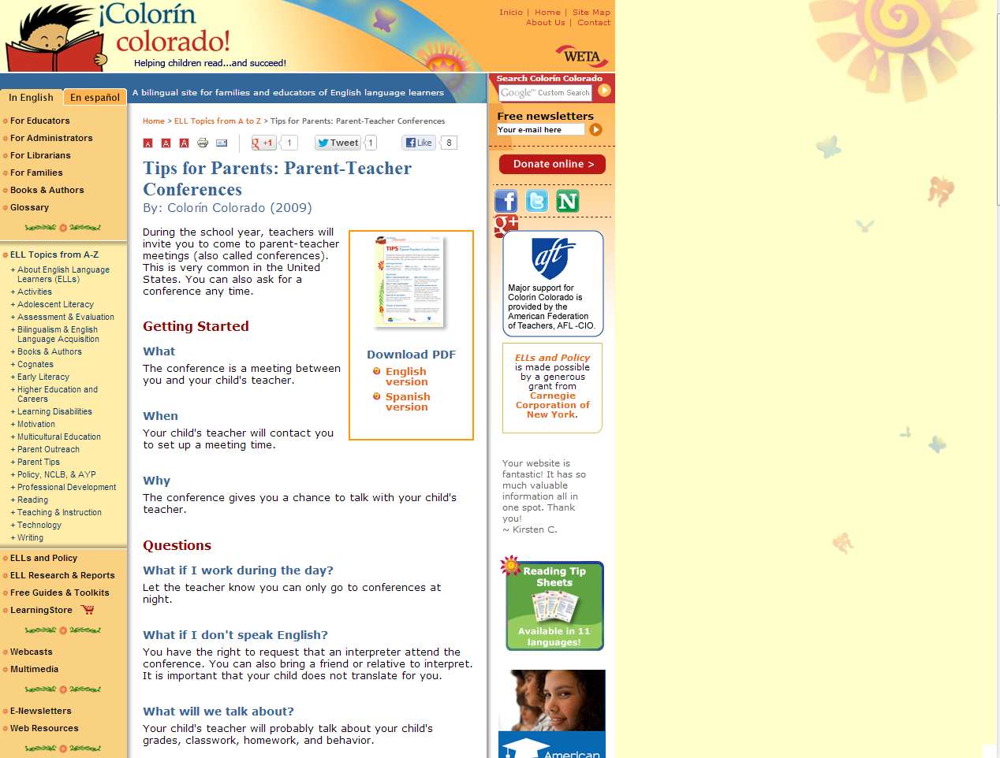 ¡Colorín
colorado!
Helping children read...and succeed!
Inicio | Home | Site Map
About Us | Contact
WETA
In English
En español
A bilingual site for families and educators of English language learners
Search Colorín Colorado
Google™ Custom Search
For Educators
For Administrators
For Librarians
For Families
Books & Authors
Glossary
ELL Topics from A-Z
+ About English Language
Learners (ELLs)
+ Activities
+ Adolescent Literacy
+ Assessment & Evaluation
+ Bilingualism & English
Language Acquisition
+ Books & Authors
+ Cognates
+ Early Literacy
+ Higher Education and
Careers
+ Learning Disabilities
+ Motivation
+ Multicultural Education
+ Parent Outreach
+ Parent Tips
+ Policy, NCLB, & AYP
+ Professional Development
+ Reading
+ Teaching & Instruction
+ Technology
+ Writing
ELLs and Policy
ELL Research & Reports
Free Guides & Toolkits
LearningStore
Webcasts
Multimedia
E-Newsletters
Web Resources
Home > ELL Topics from A to Z > Tips for Parents: Parent-Teacher Conferences
A A A g +1 1 Tweet 1 f Like 8
Tips for Parents: Parent-Teacher
Conferences
By: Colorín Colorado (2009)
During the school year, teachers will
invite you to come to parent-teacher
meetings (also called conferences).
This is very common in the United
States. You can also ask for a
conference any time.
Getting Started
What
The conference is a meeting between
you and your child's teacher.
When
Your child's teacher will contact you
to set up a meeting time.
Why
The conference gives you a chance to talk with your child's
teacher.
Questions
What if I work during the day?
Let the teacher know you can only go to conferences at
night.
What if I don't speak English?
You have the right to request that an interpreter attend the
conference. You can also bring a friend or relative to interpret.
It is important that your child does not translate for you.
What will we talk about?
Your child's teacher will probably talk about your child's
grades, classwork, homework, and behavior.
TIPS
Download PDF
English
version
Spanish
version
Free newsletters
Your e-mail here
Donate online >
f t N
g+
aft
Major support for
Colorín Colorado is
provided by the
American Federation
of Teachers, AFL -CIO.
ELLs and Policy
is made possible
by a generous
grant from
Carnegie
Corporation of
New York.
Your website is
fantastic! It has so
much valuable
information all in
one spot. Thank
you!
~ Kirsten C.
Reading Tip
Sheets
Available in 11
languages!
American